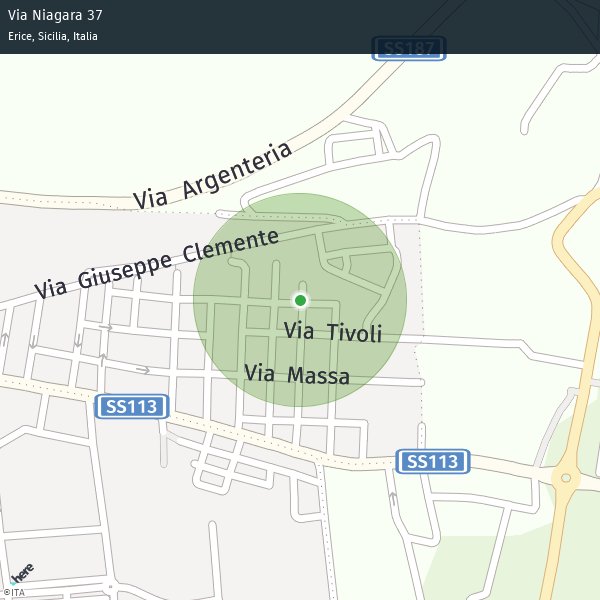 Via Niagara 37
Erice, Sicilia, Italia
SS187
Via Argenteria
Via Giuseppe Clemente
Via Tivoli
Via Massa
SS113
SS113
here
©ITA